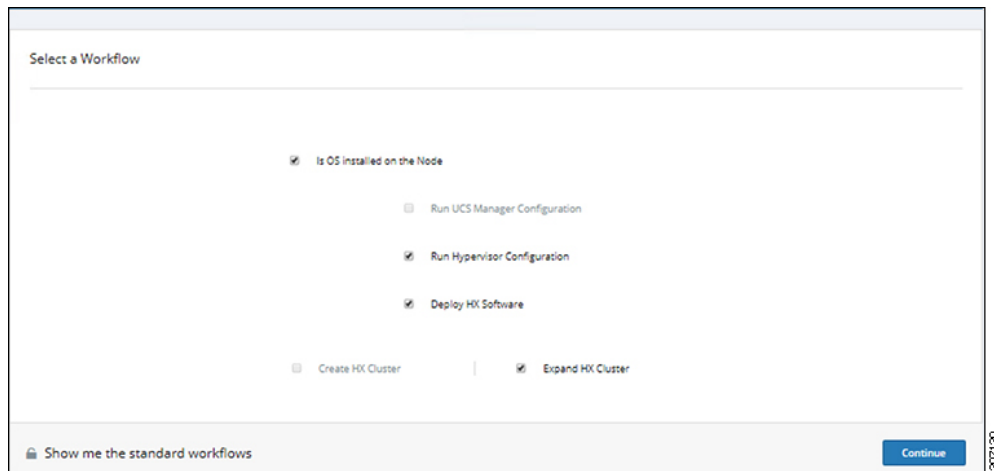 Select a Workflow
Is OS installed on the Node
Run UCS Manager Configuration
Run Hypervisor Configuration
Deploy HX Software
Create HX Cluster
Expand HX Cluster
Show me the standard workflows
Continue